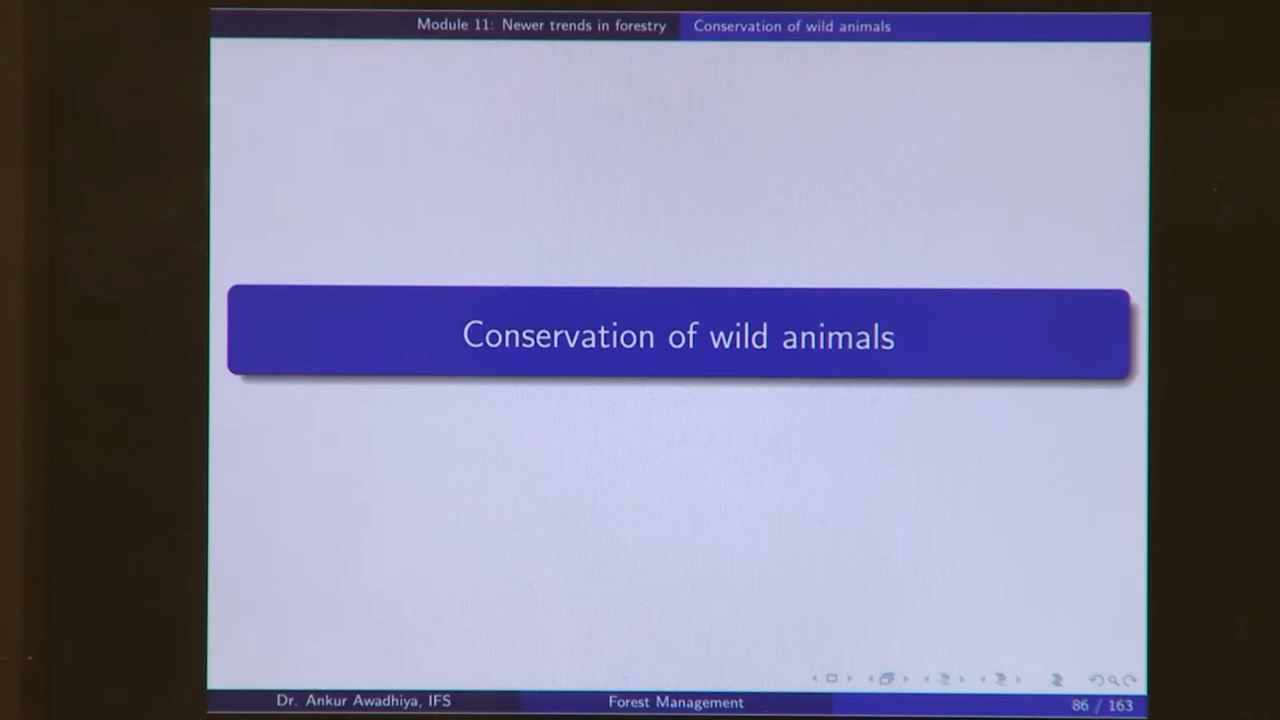 Module 11: Newer trends in forestry Conservation of wild animals
Conservation of wild animals
Dr. Ankur Awadhiya, IFS Forest Management 86 / 163